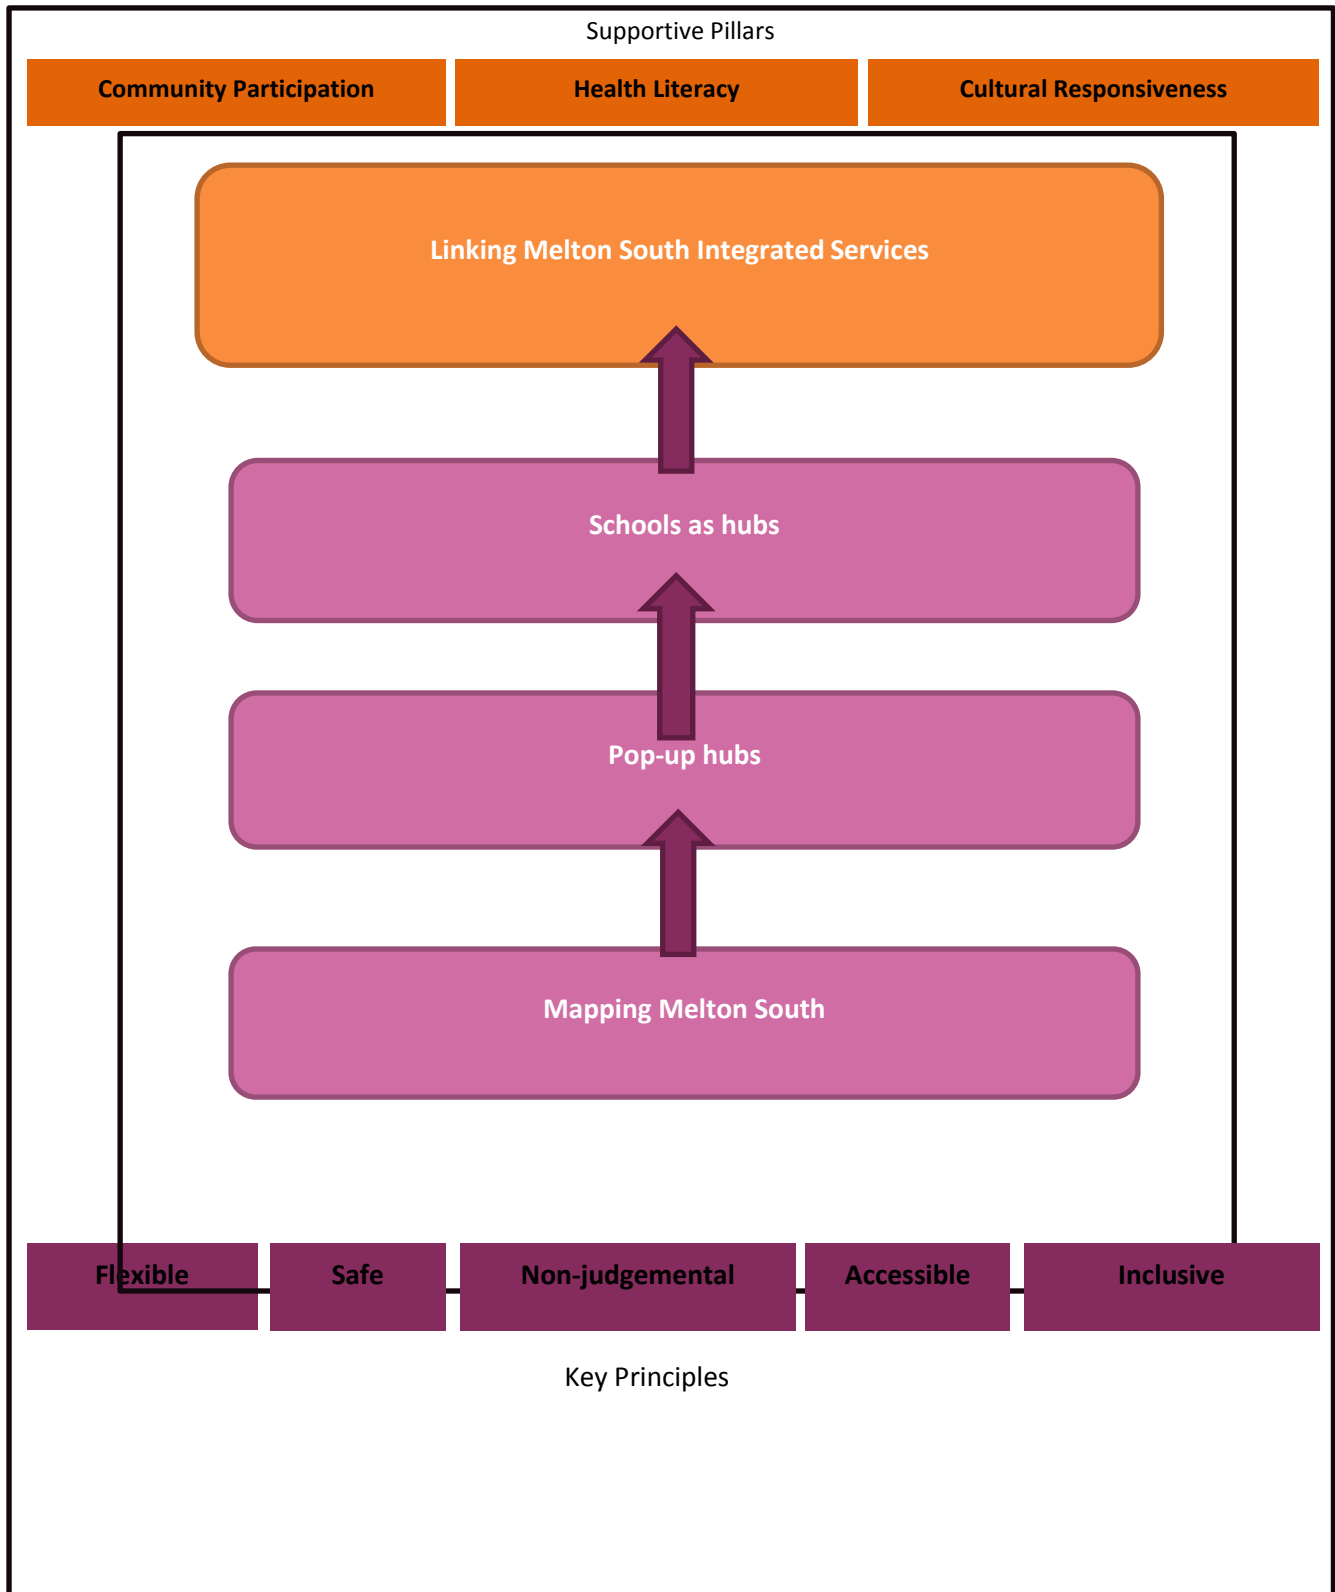 Supportive Pillars
Community Participation
Health Literacy
Cultural Responsiveness
Linking Melton South Integrated Services
Schools as hubs
Pop-up hubs
Mapping Melton South
Flexible
Safe
Non-judgemental
Accessible
Inclusive
Key Principles